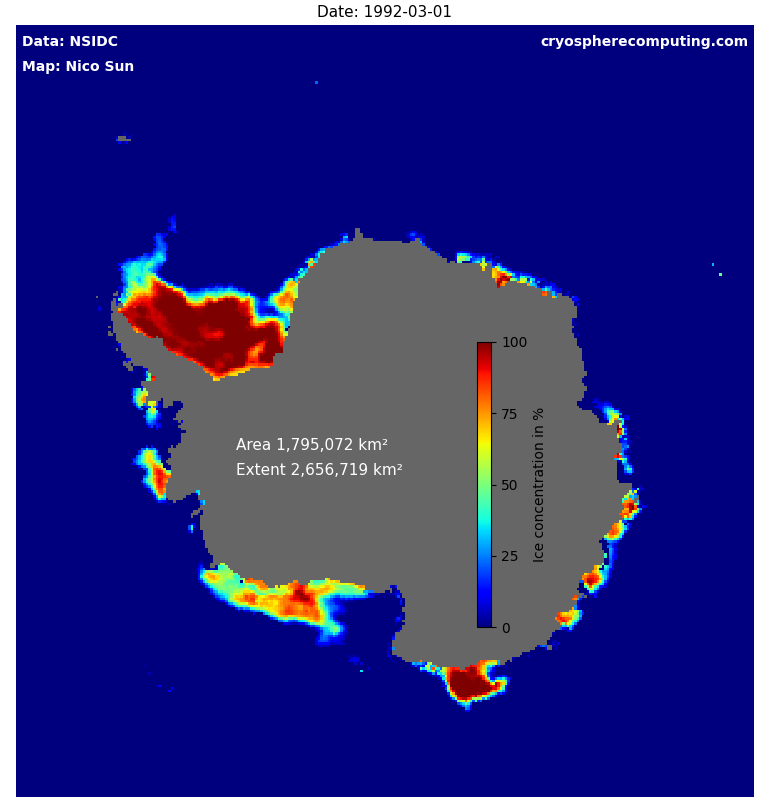 Date: 1992-03-01
Data: NSIDC
cryospherecomputing.com
Map: Nico Sun
100
75
50
25
0
Ice concentration in %
Area 1,795,072 km²
Extent 2,656,719 km²